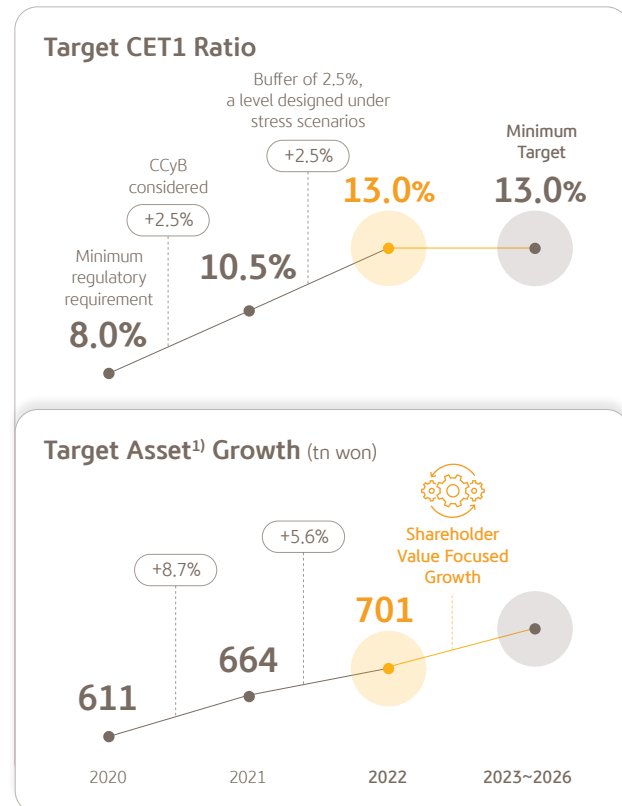 Target CET1 Ratio
Buffer of 2.5%,
a level designed under
stress scenarios
+2.5%
Minimum
Target
CCyB
considered
+2.5%
13.0%
13.0%
Minimum
regulatory
requirement
10.5%
8.0%
Target Asset1) Growth (tn won)
Shareholder
Value Focused
Growth
+5.6%
+8.7%
701
664
611
2020
2021
2022
2023~2026